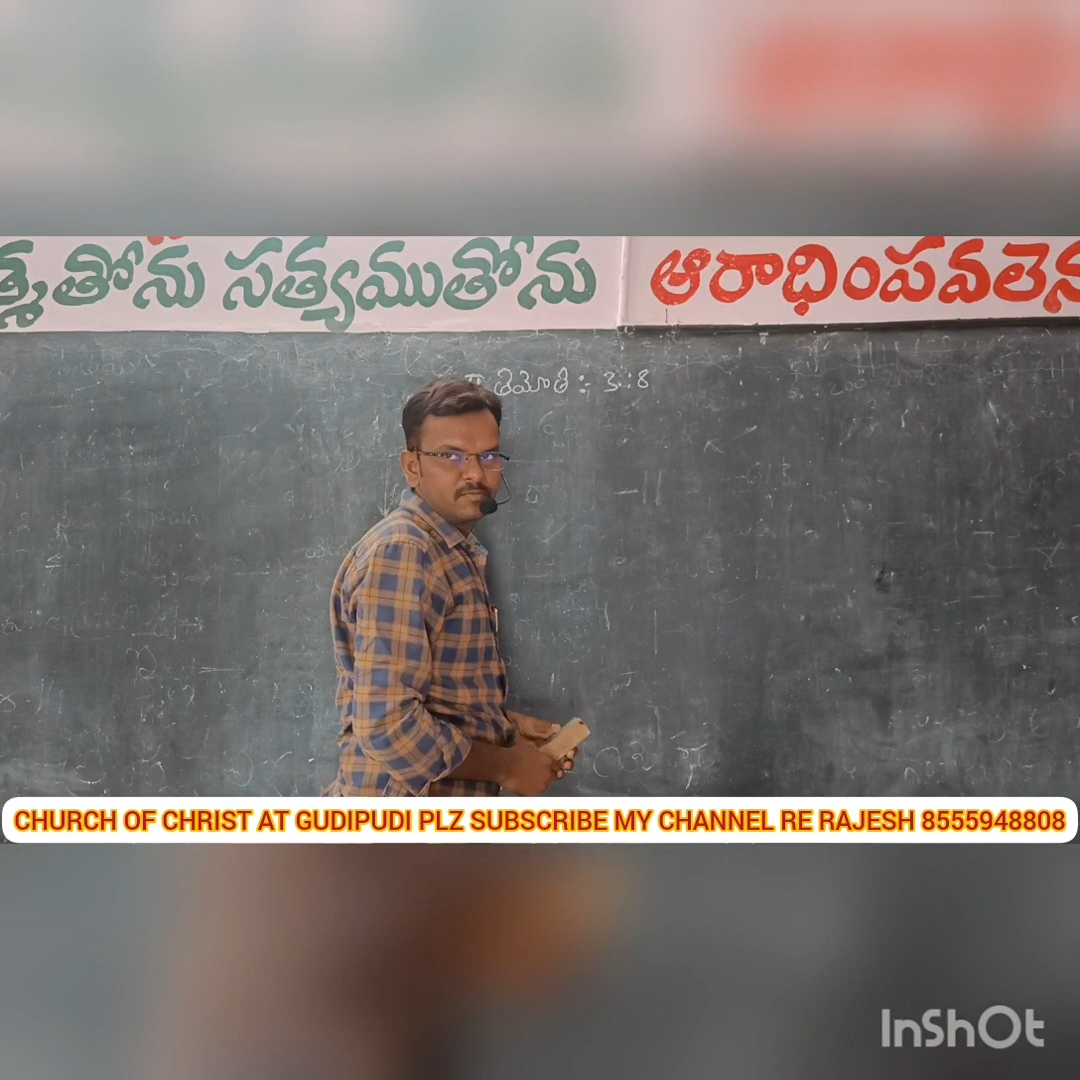 త్మతోను సత్యముతోను ఆరాధింపవలెను
తిమోతి :- 3:8
CHURCH OF CHRIST AT GUDIPUDI PLZ SUBSCRIBE MY CHANNEL RE RAJESH 8555948808
InShOt